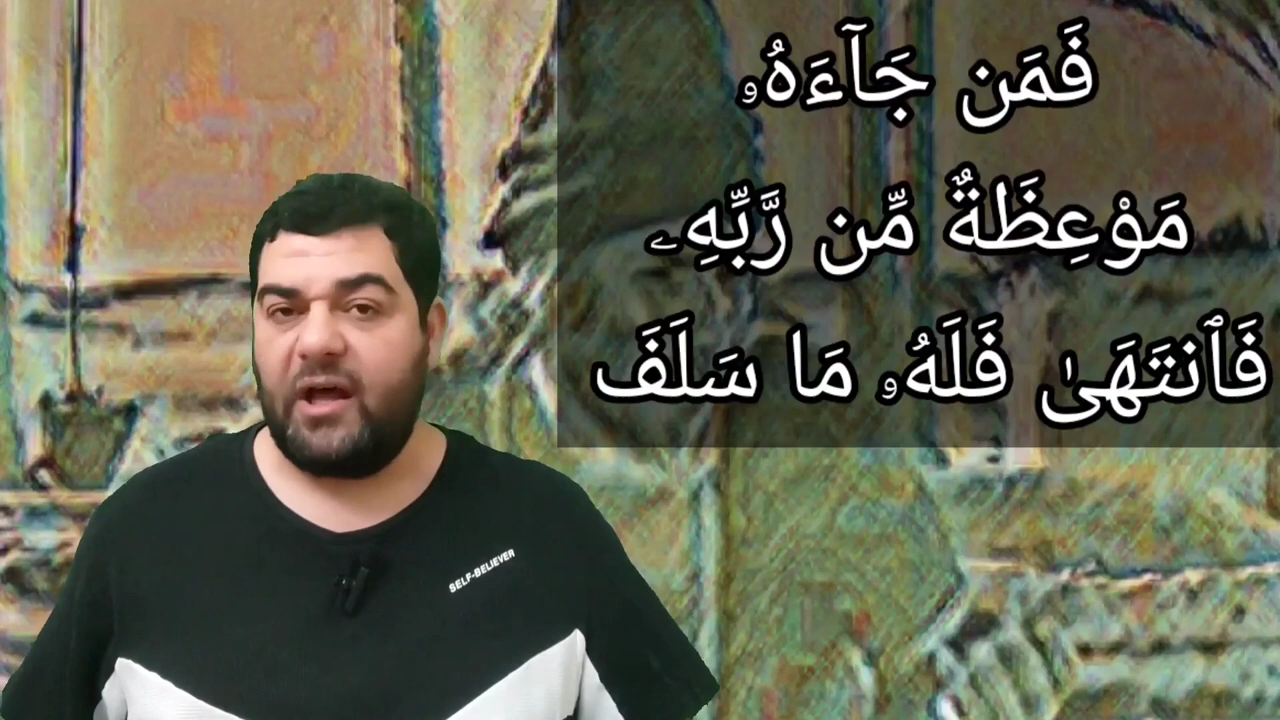 فَمَن جَآءَهُۥ
مَوْعِظَةٌ مِّن رَّبِّهِۦ
فَٱنتَهَىٰ فَلَهُۥ مَا سَلَفَ
SELF-BELIEVER